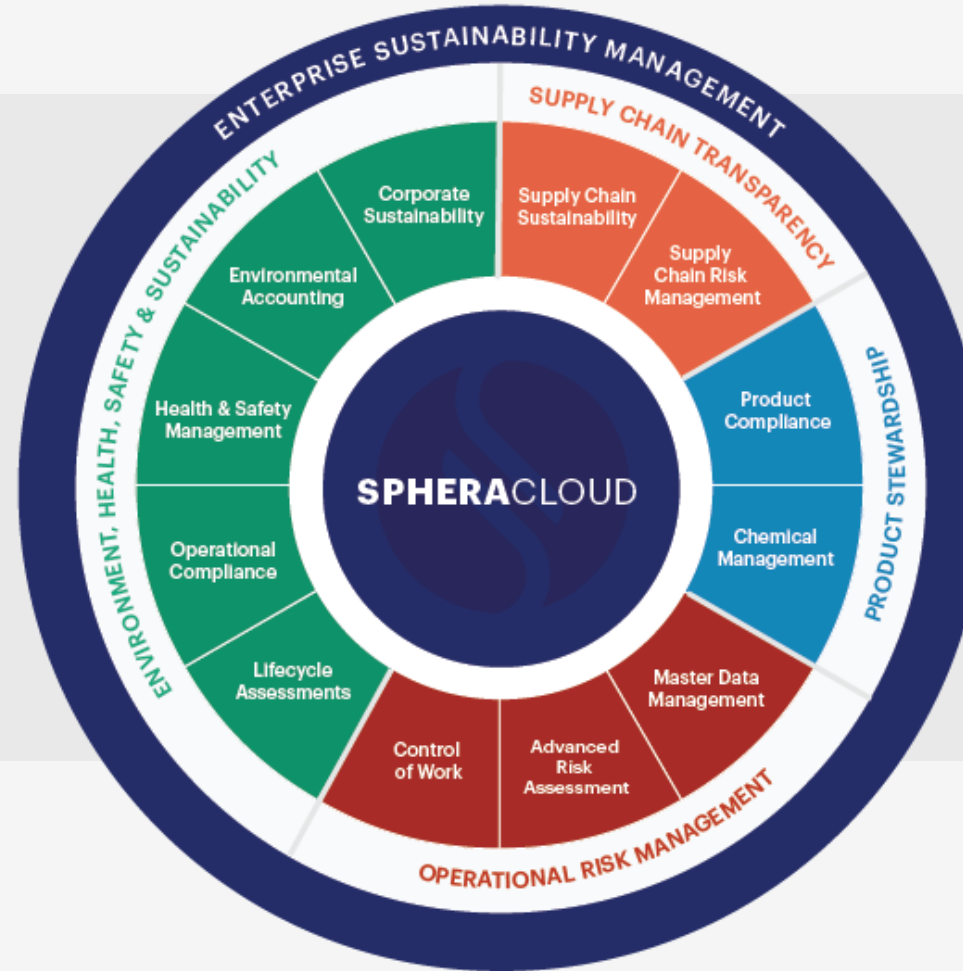 ENTERPRISE SUSTAINABILITY MANAGEMENT
SUPPLY CHAIN TRANSPARENCY
Supply Chain
Sustainability
Supply
Chain Risk
Management
PRODUCT STEWARDSHIP
Product
Compliance
Chemical
Management
OPERATIONAL RISK MANAGEMENT
Master Data
Management
Advanced
Risk
Assessment
Control
of Work
ENVIRONMENT, HEALTH, SAFETY & SUSTAINABILITY
Lifecycle
Assessments
Operational
Compliance
Health & Safety
Management
Environmental
Accounting
Corporate
Sustainability
SPHERACLOUD